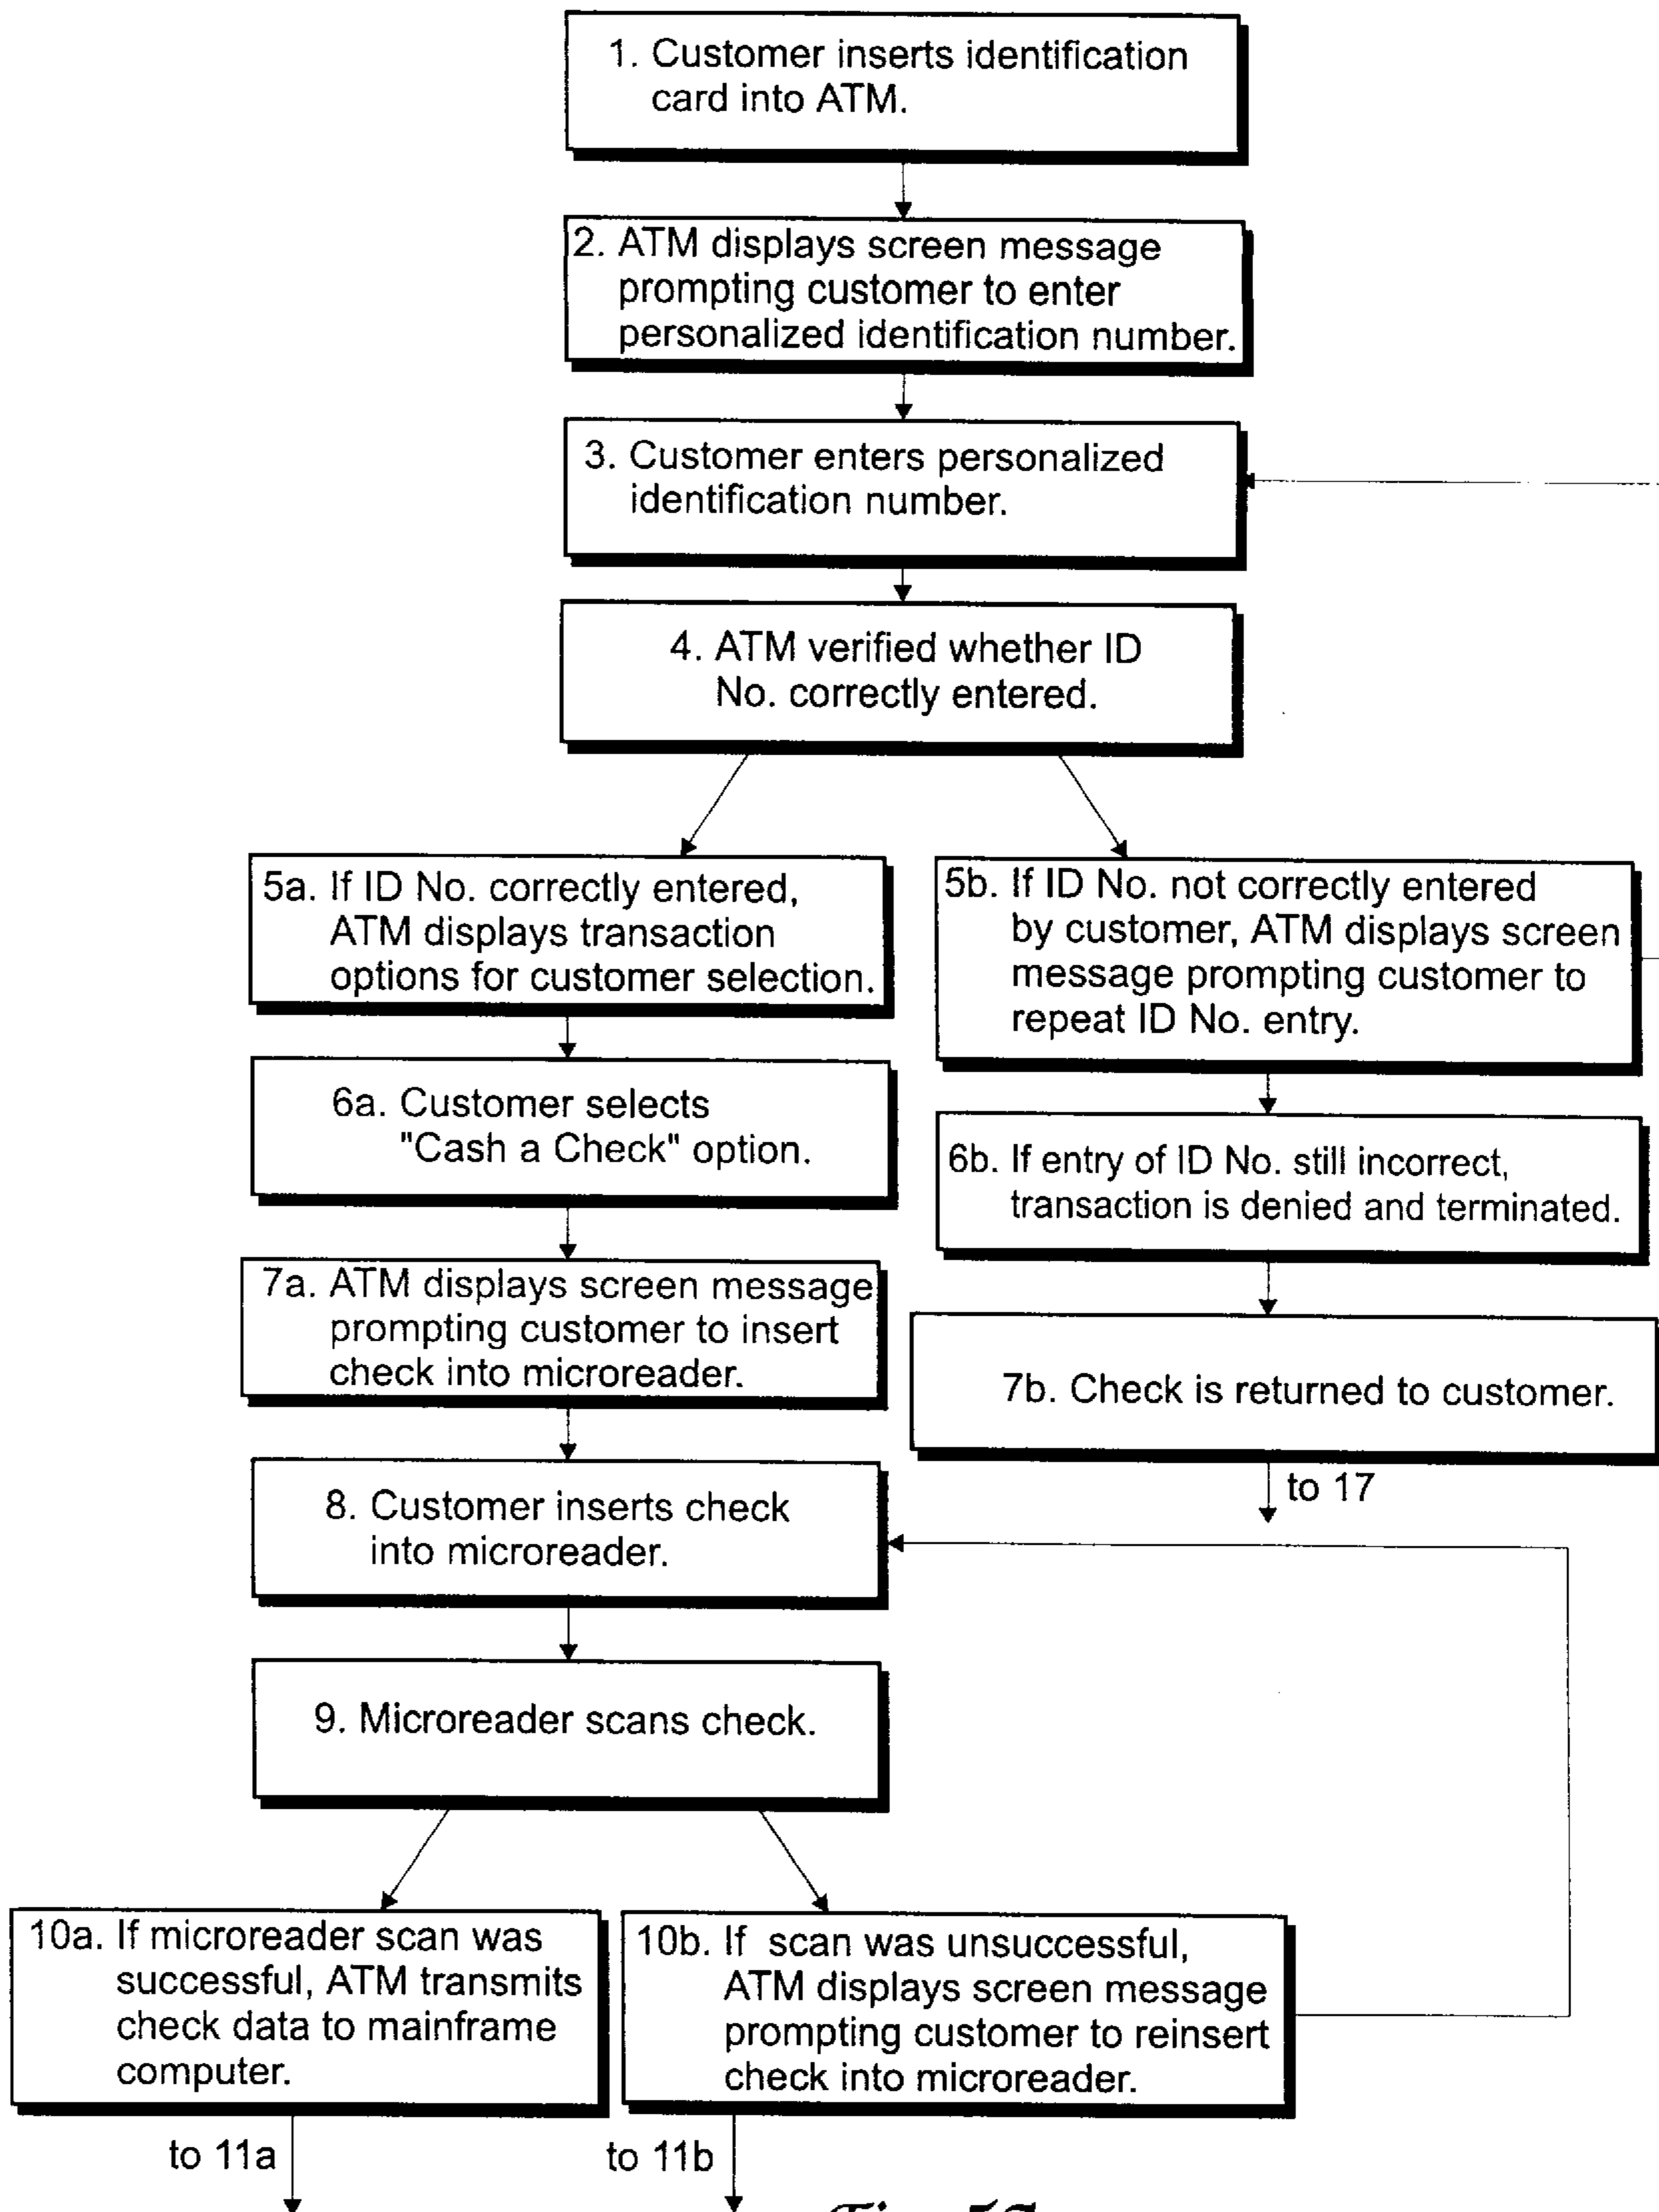 1. Customer inserts identification
card into ATM.
2. ATM displays screen message
prompting customer to enter
personalized identification number.
3. Customer enters personalized
identification number.
4. ATM verified whether ID
No. correctly entered.
5a. If ID No. correctly entered,
ATM displays transaction
options for customer selection.
5b. If ID No. not correctly entered
by customer, ATM displays screen
message prompting customer to
repeat ID No. entry.
6a. Customer selects
"Cash a Check" option.
6b. If entry of ID No. still incorrect,
transaction is denied and terminated.
7a. ATM displays screen message
prompting customer to insert
check into microreader.
7b. Check is returned to customer.
to 17
8. Customer inserts check
into microreader.
9. Microreader scans check.
10a. If microreader scan was
successful, ATM transmits
check data to mainframe
computer.
10b. If scan was unsuccessful,
ATM displays screen message
prompting customer to reinsert
check into microreader.
to 11a
to 11b